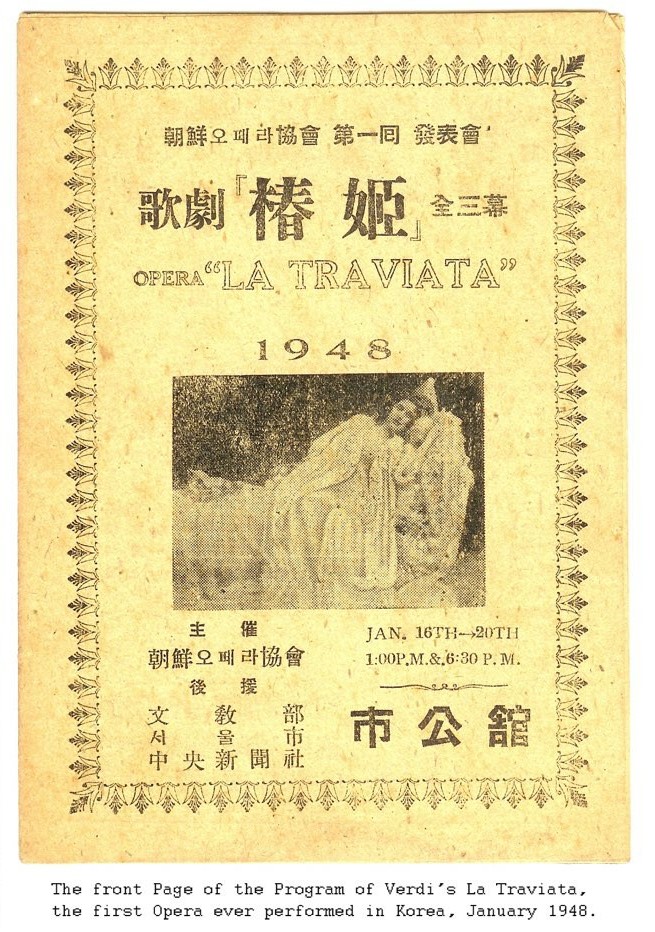 朝鮮오페라協會 第一回 發表會
歌劇『椿姬』全三幕
OPERA “LA TRAVIATA”
1948
主催
朝鮮오페라協會
後援
文敎部
서울市
中央新聞社
JAN. 16TH→20TH
1:00P.M.&.6:30 P.M.
市公舘
The front Page of the Program of Verdi's La Traviata,
the first Opera ever performed in Korea, January 1948.